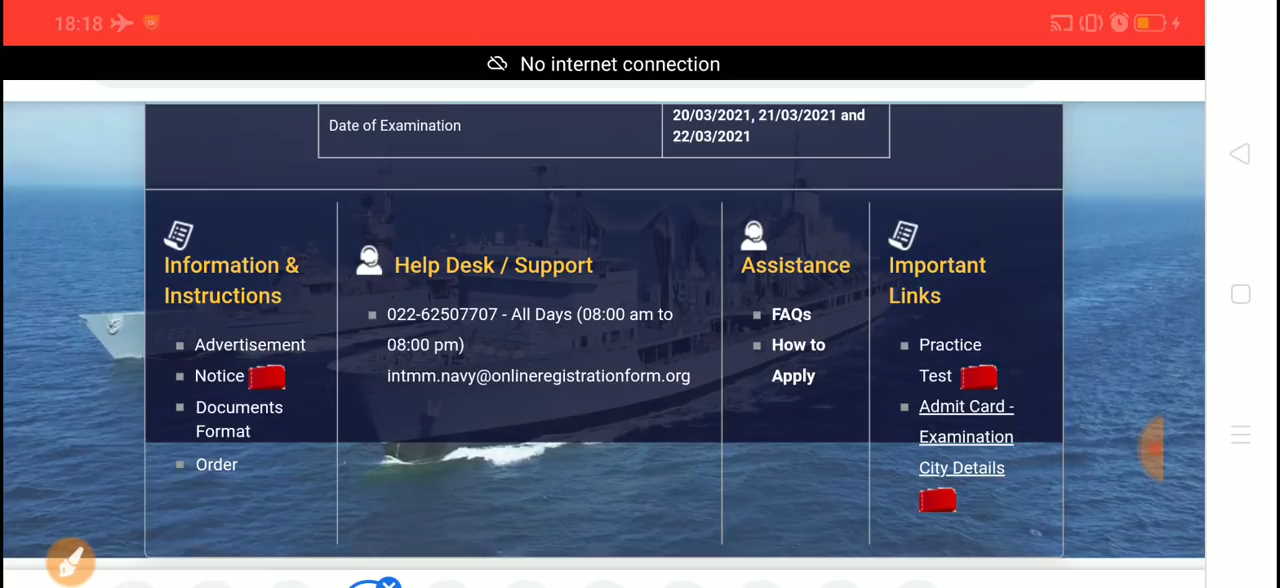 18:18
No internet connection
Date of Examination
20/03/2021, 21/03/2021 and
22/03/2021
Information &
Instructions
Advertisement
Notice
Documents
Format
Order
Help Desk / Support
022-62507707 - All Days (08:00 am to
08:00 pm)
intmm.navy@onlineregistrationform.org
Assistance
FAQs
How to
Apply
Important
Links
Practice
Test
Admit Card -
Examination
City Details